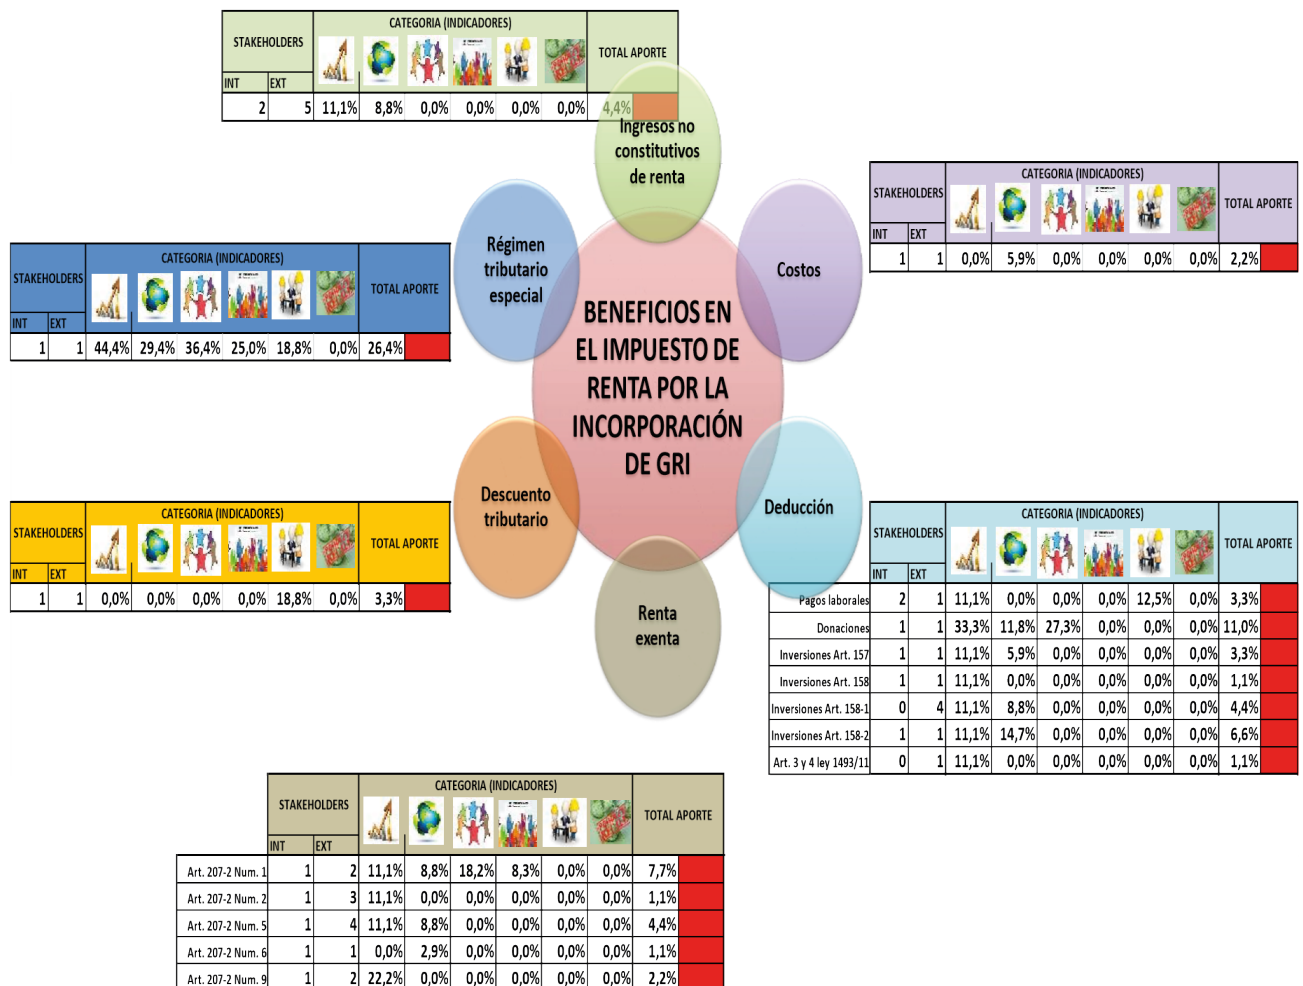 CATEGORIA (INDICADORES)
STAKEHOLDERS
TOTAL APORTE
INT EXT
2 5 11,1% 8,8% 0,0% 0,0% 0,0% 0,0% 4,4%
Ingresos no
constitutivos
de renta
CATEGORIA (INDICADORES)
STAKEHOLDERS
TOTAL APORTE
INT EXT
1 1 0,0% 5,9% 0,0% 0,0% 0,0% 0,0% 2,2%
Régimen
tributario
especial
Costos
CATEGORIA (INDICADORES)
STAKEHOLDERS
TOTAL APORTE
INT EXT
1 1 44,4% 29,4% 36,4% 25,0% 18,8% 0,0% 26,4%
BENEFICIOS EN
EL IMPUESTO DE
RENTA POR LA
INCORPORACIÓN
DE GRI
Descuento
tributario
Deducción
CATEGORIA (INDICADORES)
STAKEHOLDERS
TOTAL APORTE
INT EXT
1 1 0,0% 0,0% 0,0% 0,0% 18,8% 0,0% 3,3%
CATEGORIA (INDICADORES)
STAKEHOLDERS
TOTAL APORTE
INT EXT
Pagos laborales 2 1 11,1% 0,0% 0,0% 0,0% 12,5% 0,0% 3,3%
Donaciones 1 1 33,3% 11,8% 27,3% 0,0% 0,0% 0,0% 11,0%
Inversiones Art. 157 1 1 11,1% 5,9% 0,0% 0,0% 0,0% 0,0% 3,3%
Inversiones Art. 158 1 1 11,1% 0,0% 0,0% 0,0% 0,0% 0,0% 1,1%
Inversiones Art. 158-1 0 4 11,1% 8,8% 0,0% 0,0% 0,0% 0,0% 4,4%
Inversiones Art. 158-2 1 1 11,1% 14,7% 0,0% 0,0% 0,0% 0,0% 6,6%
Art. 3 y 4 ley 1493/11 0 1 11,1% 0,0% 0,0% 0,0% 0,0% 0,0% 1,1%
Renta
exenta
CATEGORIA (INDICADORES)
STAKEHOLDERS
TOTAL APORTE
INT EXT
Art. 207-2 Num. 1 1 2 11,1% 8,8% 18,2% 8,3% 0,0% 0,0% 7,7%
Art. 207-2 Num. 2 1 3 11,1% 0,0% 0,0% 0,0% 0,0% 0,0% 1,1%
Art. 207-2 Num. 5 1 4 11,1% 8,8% 0,0% 0,0% 0,0% 0,0% 4,4%
Art. 207-2 Num. 6 1 1 0,0% 2,9% 0,0% 0,0% 0,0% 0,0% 1,1%
Art. 207-2 Num. 9 1 2 22,2% 0,0% 0,0% 0,0% 0,0% 0,0% 2,2%